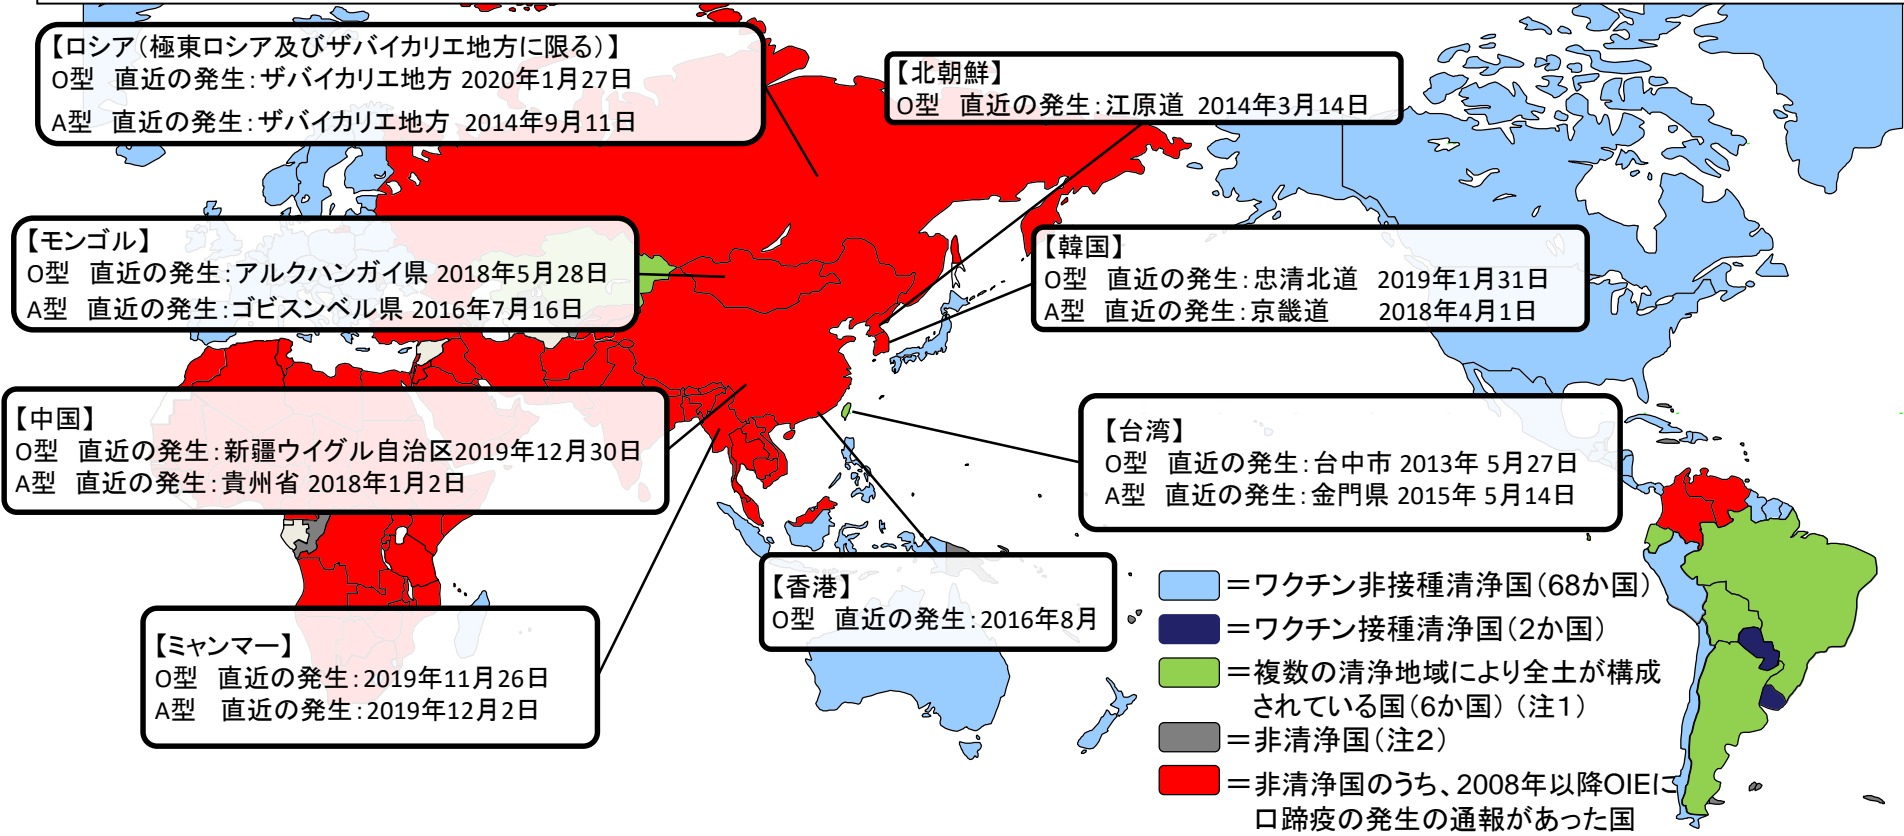 【ロシア(極東ロシア及びザバイカリエ地方に限る)】
O型　直近の発生：ザバイカリエ地方 2020年1月27日
A型　直近の発生：ザバイカリエ地方 2014年9月11日
【北朝鮮】
O型　直近の発生：江原道 2014年3月14日
【モンゴル】
O型　直近の発生：アルクハンガイ県 2018年5月28日
A型　直近の発生：ゴビスンベル県 2016年7月16日
【韓国】
O型　直近の発生：忠清北道　2019年1月31日
A型　直近の発生：京畿道　　2018年4月1日
【中国】
O型　直近の発生：新疆ウイグル自治区2019年12月30日
A型　直近の発生：貴州省 2018年1月2日
【台湾】
O型　直近の発生：台中市 2013年 5月27日
A型　直近の発生：金門県 2015年 5月14日
【香港】
O型　直近の発生：2016年8月
【ミャンマー】
O型　直近の発生：2019年11月26日
A型　直近の発生：2019年12月2日
＝ワクチン非接種清浄国(68か国)
＝ワクチン接種清浄国(2か国)
＝複数の清浄地域により全土が構成
されている国(6か国) (注1)
＝非清浄国(注2)
＝非清浄国のうち、2008年以降OIEに
口蹄疫の発生の通報があった国